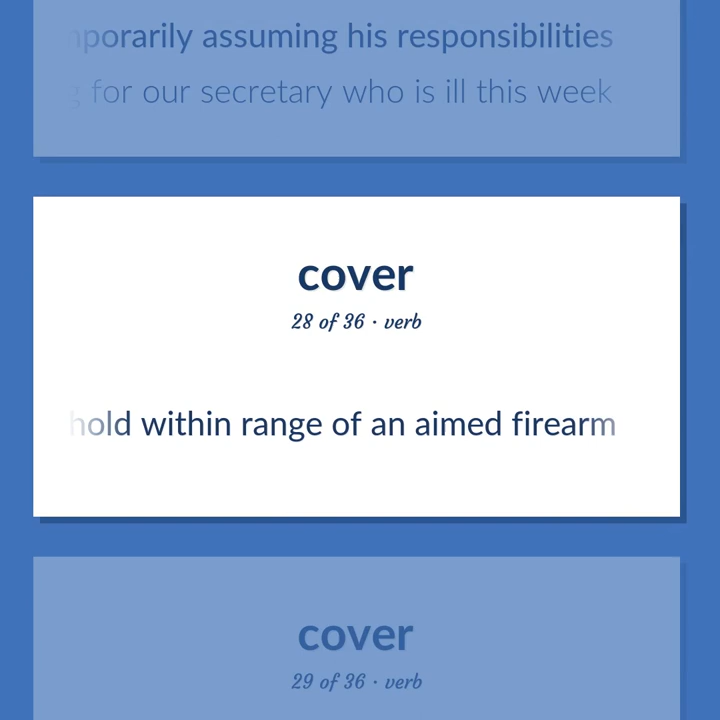 assuming his responsibilities
for our secretary who is ill this week
cover
28 of 36 · verb
hold within range of an aimed firearm
cover
29 of 36 · verb